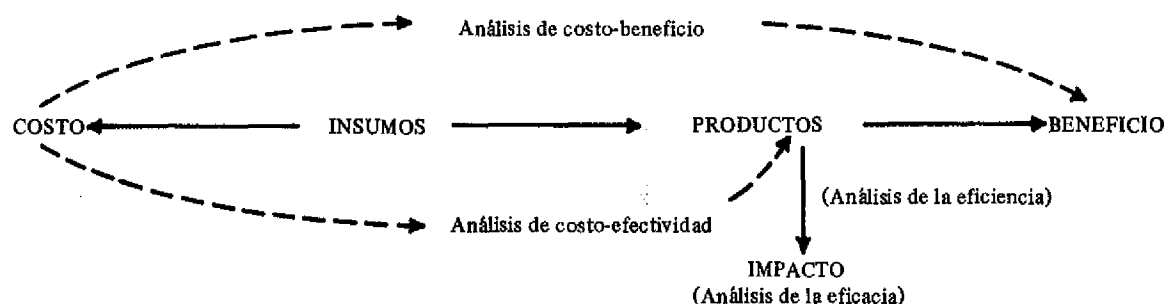 Análisis de costo-beneficio
COSTO INSUMOS PRODUCTOS BENEFICIO
(Análisis de la eficiencia)
Análisis de costo-efectividad
IMPACTO
(Análisis de la eficacia)